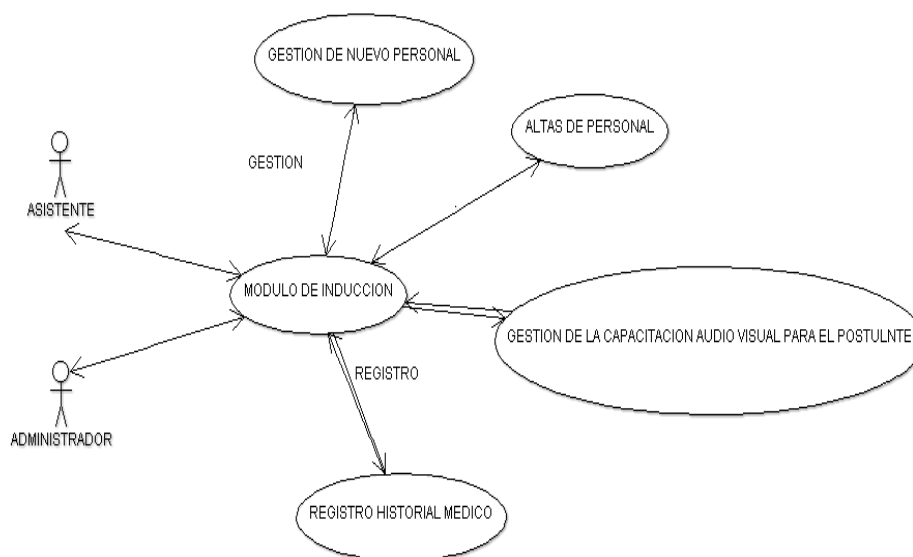 GESTION DE NUEVO PERSONAL
ALTAS DE PERSONAL
GESTION
ASISTENTE
MODULO DE INDUCCION
GESTION DE LA CAPACITACION AUDIO VISUAL PARA EL POSTULNTE
REGISTRO
ADMINISTRADOR
REGISTRO HISTORIAL MEDICO